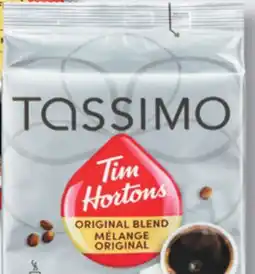 TASSIMO
Tim
Hortons
ORIGINAL BLEND
MÉLANGE
ORIGINAL